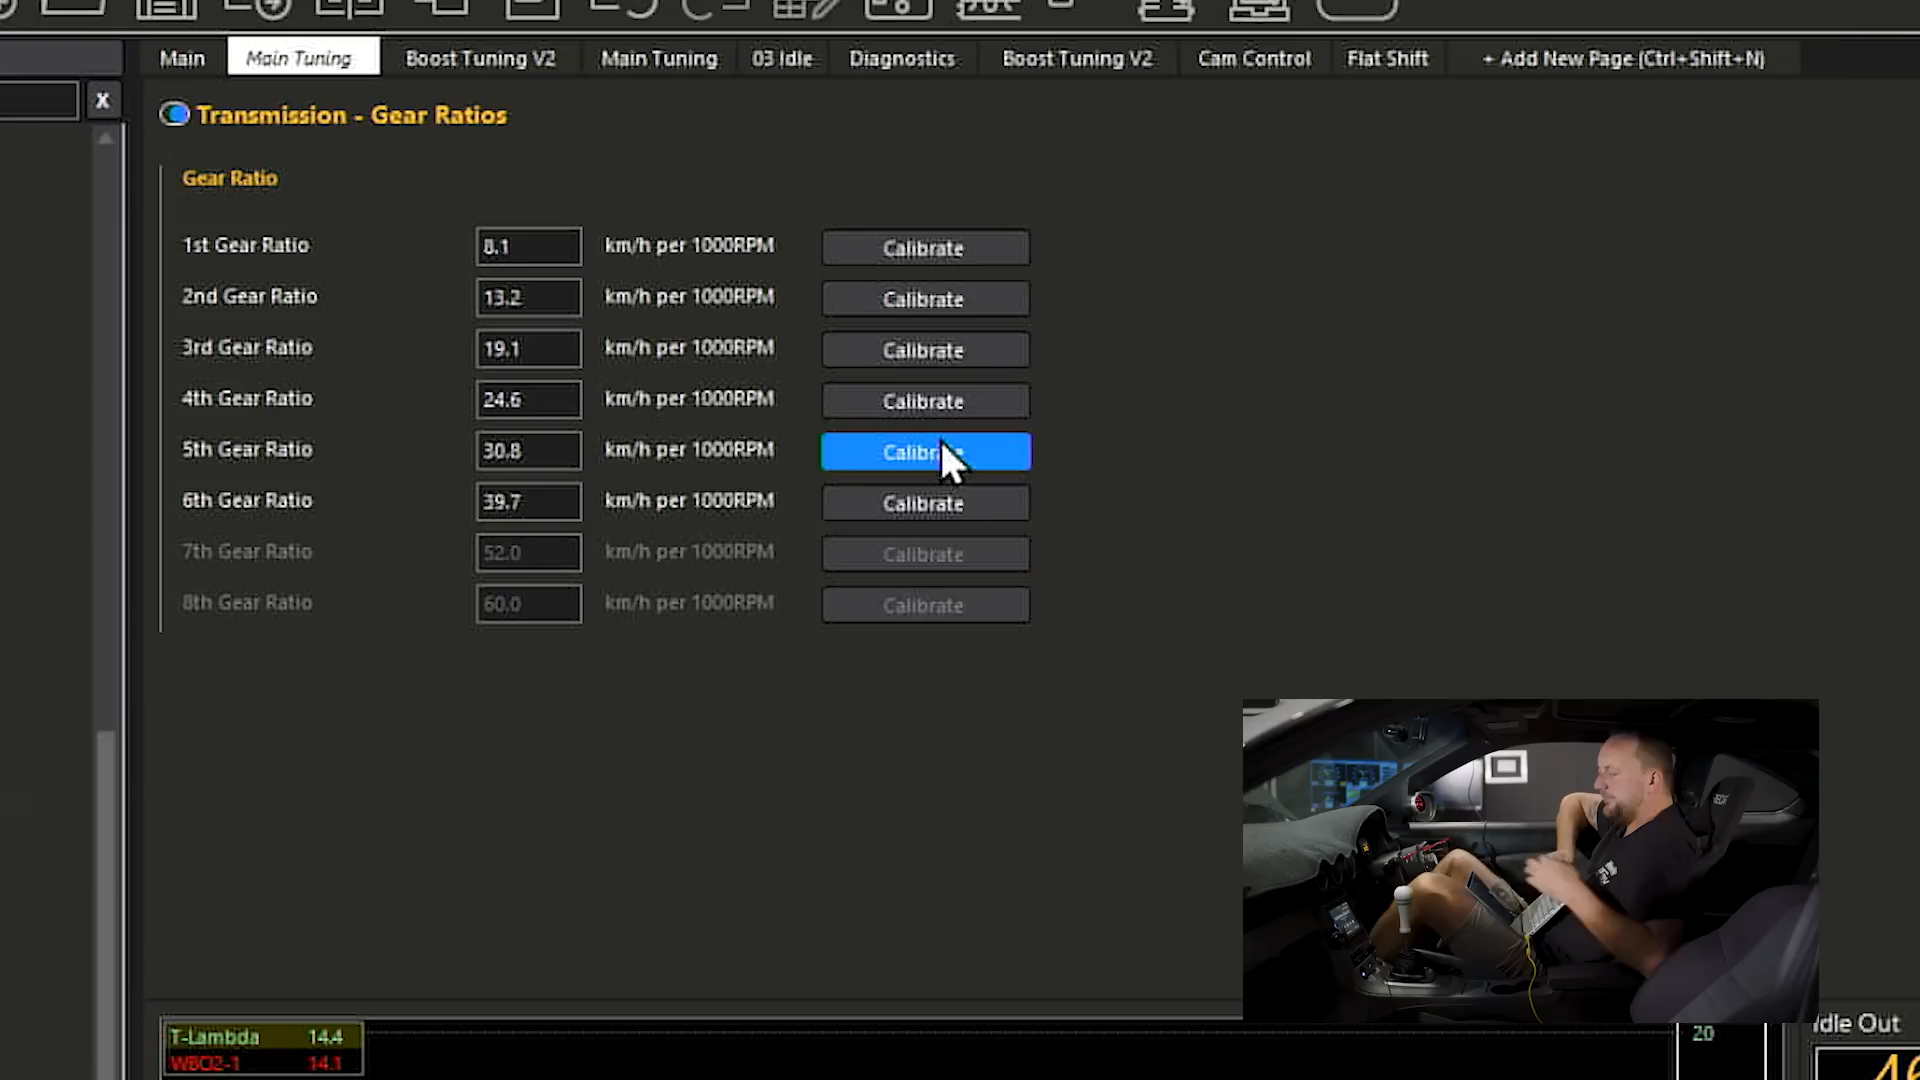 Main Main Tuning Boost Tuning V2 Main Tuning 03 Idle Diagnostics Boost Tuning V2 Cam Control Flat Shift + Add New Page (Ctrl+Shift+N)
X
Transmission - Gear Ratios
Gear Ratio
1st Gear Ratio 8.1 km/h per 1000RPM Calibrate
2nd Gear Ratio 13.2 km/h per 1000RPM Calibrate
3rd Gear Ratio 19.1 km/h per 1000RPM Calibrate
4th Gear Ratio 24.6 km/h per 1000RPM Calibrate
5th Gear Ratio 30.8 km/h per 1000RPM
6th Gear Ratio 39.7 km/h per 1000RPM Calibrate
7th Gear Ratio 52.0 km/h per 1000RPM Calibrate
8th Gear Ratio 60.0 km/h per 1000RPM Calibrate
T-Lambda 14.4
WBO2-1 14.1
20
Idle Out
46